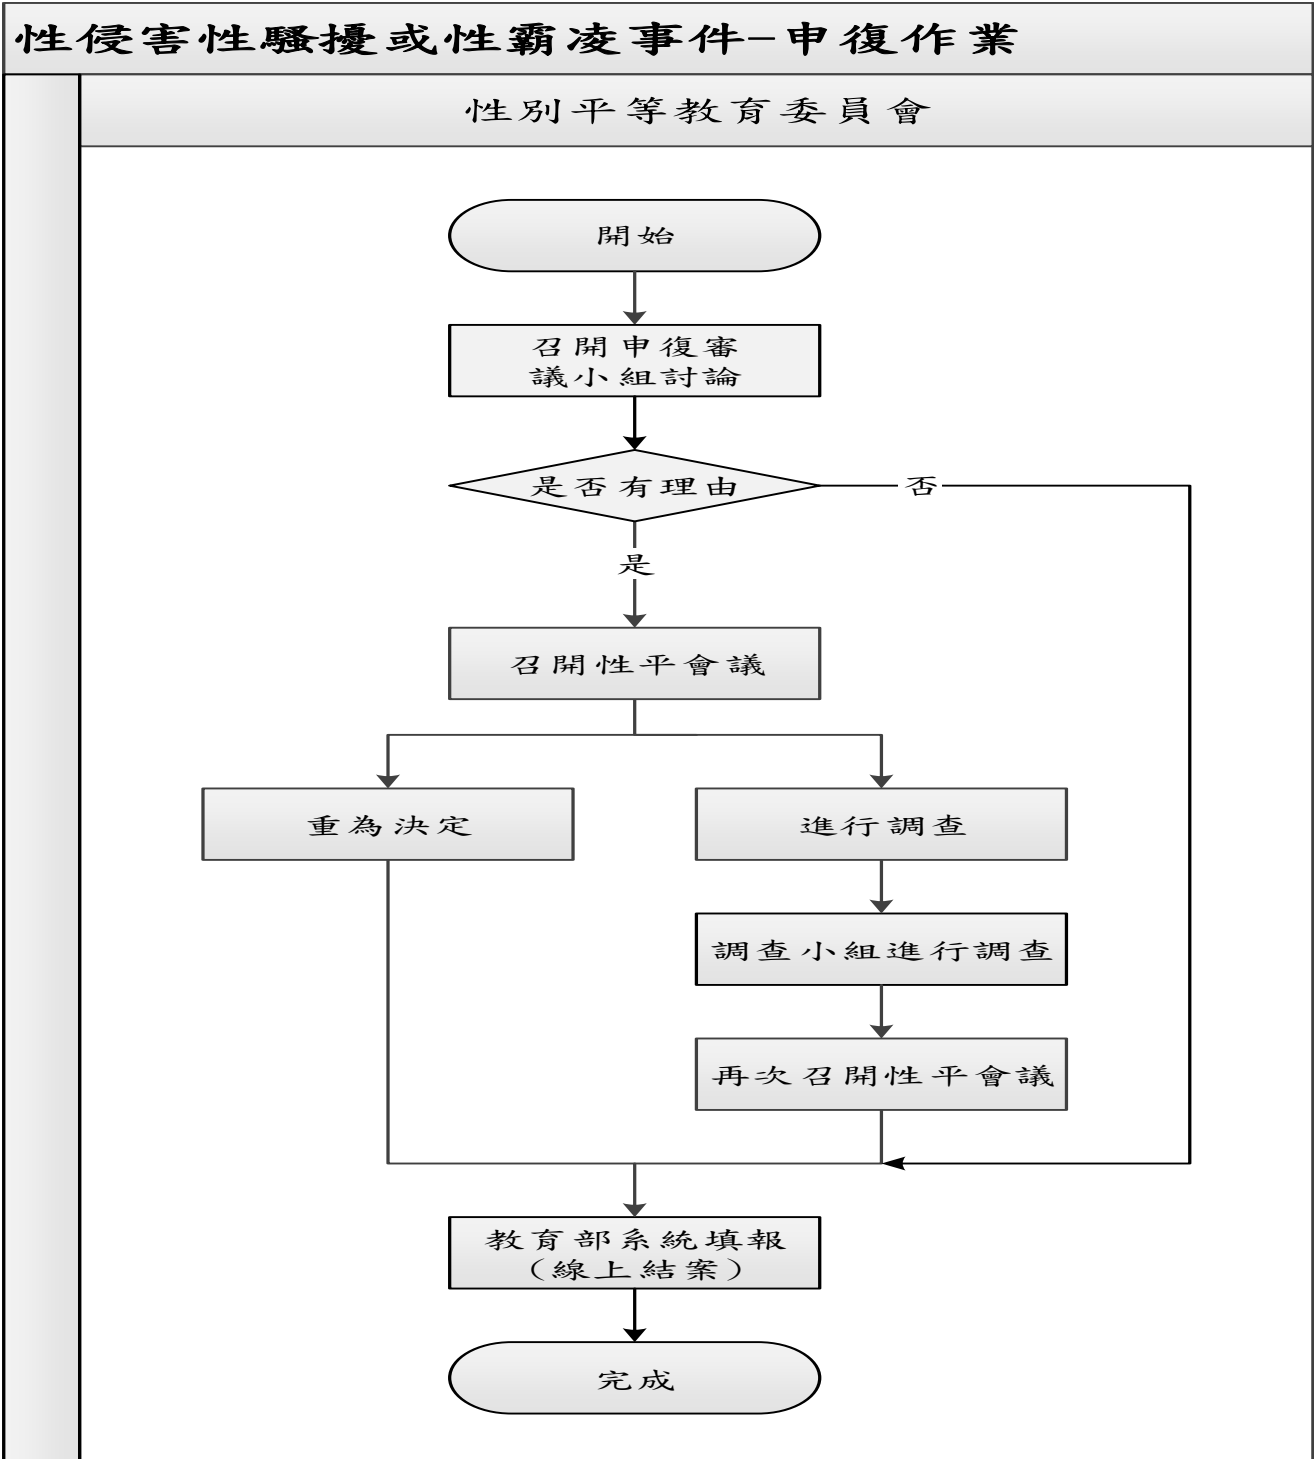 性侵害性騷擾或性霸凌事件-申復作業
性別平等教育委員會
開始
召開申復審
議小組討論
是否有理由
否
是
召開性平會議
重為決定
進行調查
調查小組進行調查
再次召開性平會議
教育部系統填報
（線上結案）
完成